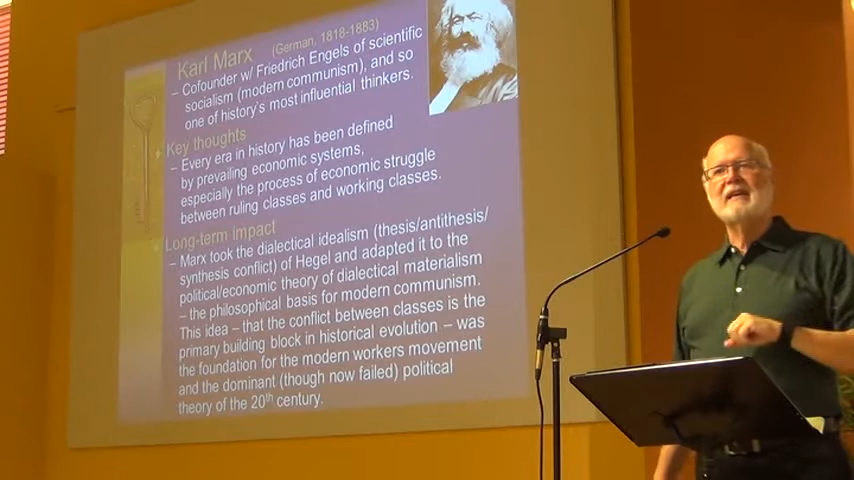 Karl Marx (German, 1818-1883)
– Cofounder w/ Friedrich Engels of scientific
socialism (modern communism), and so
one of history's most influential thinkers.
Key thoughts
– Every era in history has been defined
by prevailing economic systems,
especially the process of economic struggle
between ruling classes and working classes.
Long-term impact
– Marx took the dialectical idealism (thesis/antithesis/
synthesis conflict) of Hegel and adapted it to the
political/economic theory of dialectical materialism
– the philosophical basis for modern communism.
This idea – that the conflict between classes is the
primary building block in historical evolution – was
the foundation for the modern workers movement
and the dominant (though now failed) political
theory of the 20th century.